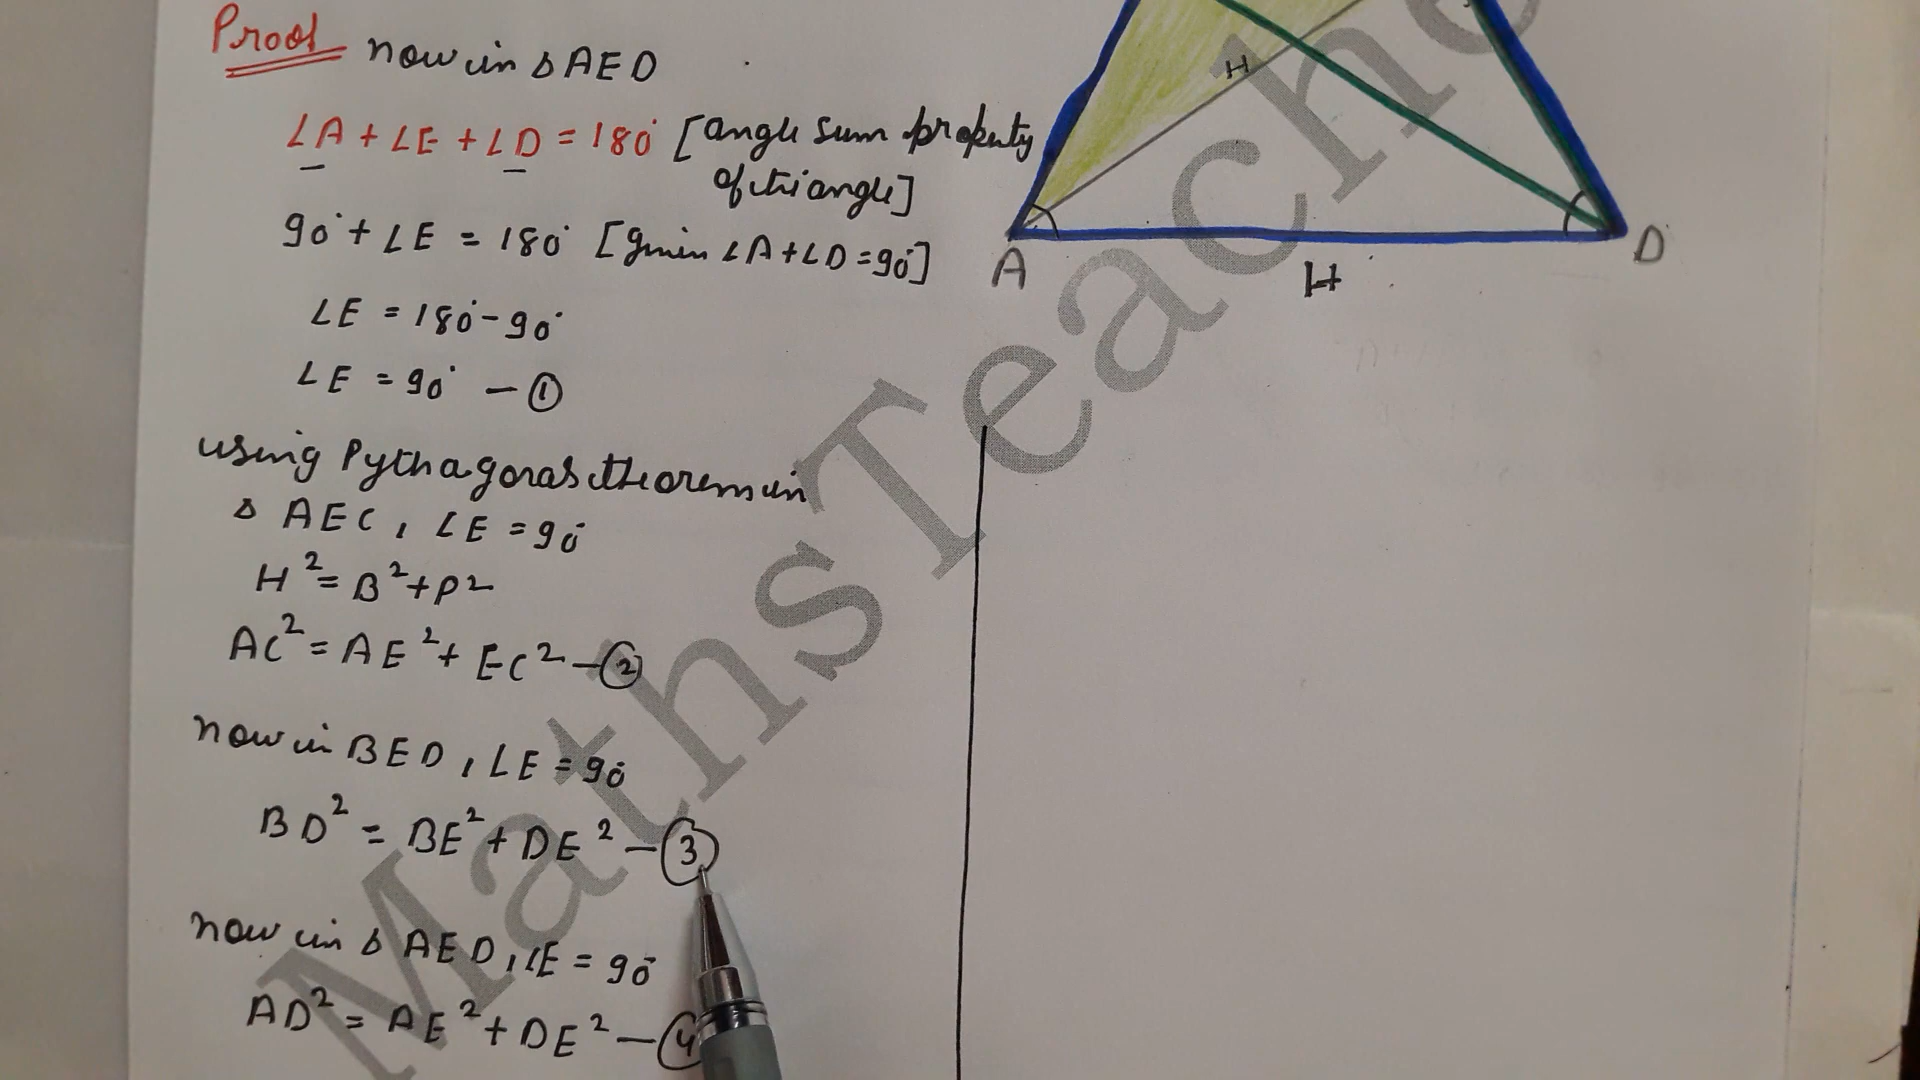 Proof now in Δ AED
∠A + ∠E + ∠D = 180° [angle sum property
of triangle]
90° + ∠E = 180° [given ∠A+∠D=90°]
∠E = 180° - 90°
∠E = 90° - ①
using Pythagoras theorem in
Δ AEC, ∠E = 90°
H² = B² + P²
AC² = AE² + EC² - ②
now in BED, ∠E = 90°
BD² = BE² + DE² - ③
now in Δ AED, ∠E = 90°
AD² = AE² + DE² - ④
H
A
D
H
MathsTeache